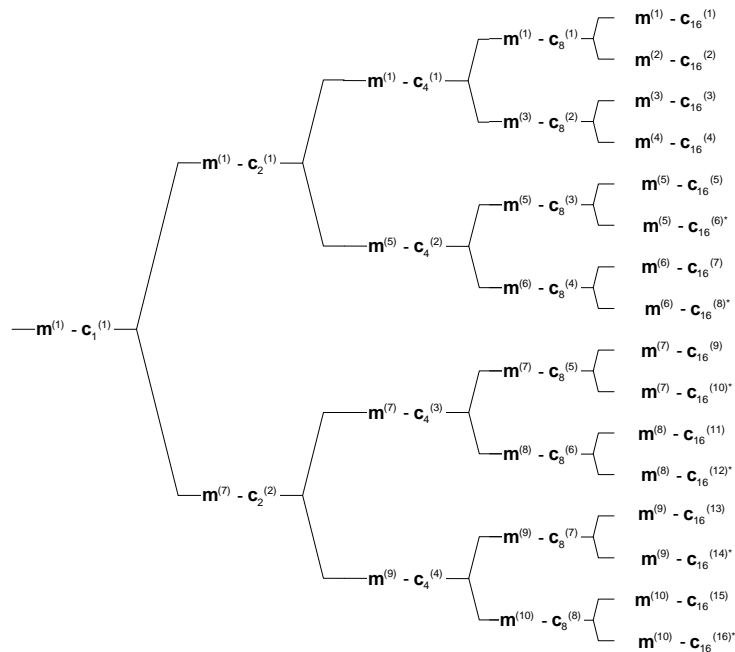 m(1) - c16(1)
m(1) - c8(1)
m(2) - c16(2)
m(1) - c4(1)
m(3) - c16(3)
m(3) - c8(2)
m(4) - c16(4)
m(1) - c2(1)
m(5) - c16(5)
m(5) - c8(3)
m(5) - c16(6)*
m(5) - c4(2)
m(6) - c16(7)
m(6) - c8(4)
m(6) - c16(8)*
m(1) - c1(1)
m(7) - c16(9)
m(7) - c8(5)
m(7) - c16(10)*
m(7) - c4(3)
m(8) - c16(11)
m(8) - c8(6)
m(8) - c16(12)*
m(7) - c2(2)
m(9) - c16(13)
m(9) - c8(7)
m(9) - c16(14)*
m(9) - c4(4)
m(10) - c16(15)
m(10) - c8(8)
m(10) - c16(16)*